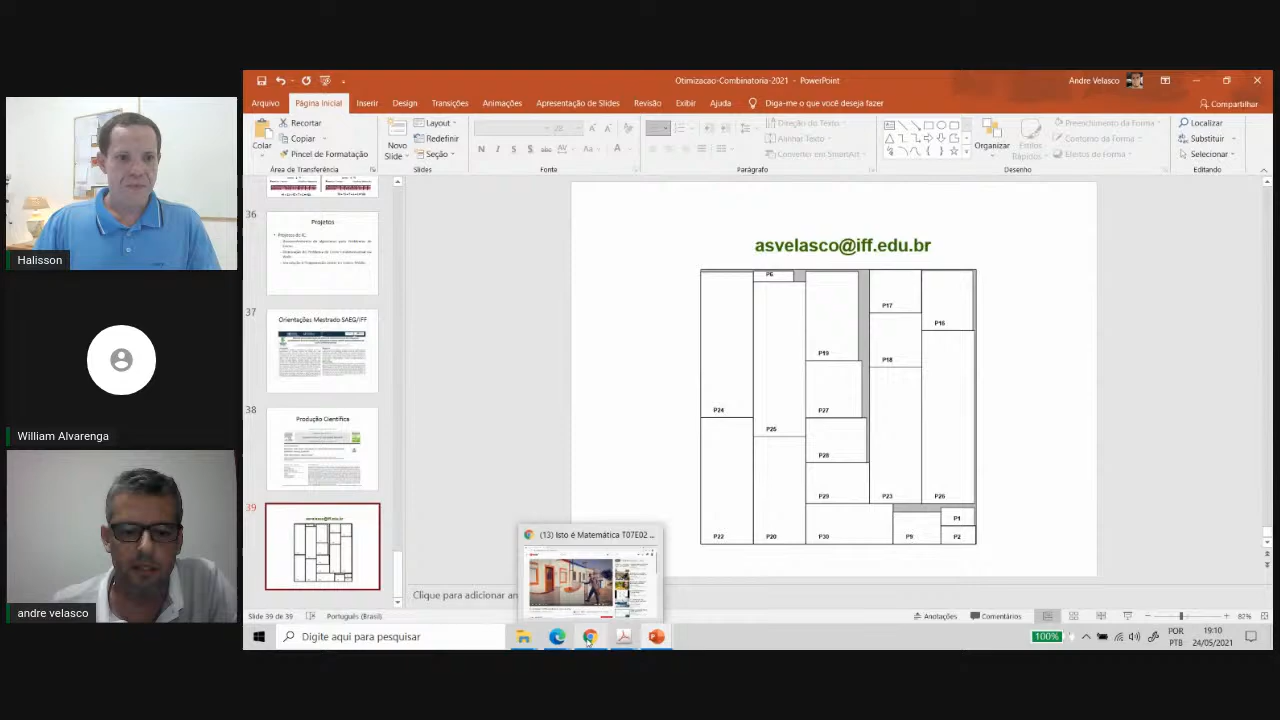 Otimizacao-Combinatoria-2021 - PowerPoint
Andre Velasco
Arquivo
Página Inicial
Inserir
Design
Transições
Animações
Apresentação de Slides
Revisão
Exibir
Ajuda
Diga-me o que você deseja fazer
Compartilhar
Colar
Recortar
Copiar
Pincel de Formatação
Área de Transferência
Novo
Slide
Layout
Redefinir
Seção
Slides
N
I
S
S
abc
AV
Aa
A
Fonte
Direção do Texto
Alinhar Texto
Converter em SmartArt
Parágrafo
Organizar
Estilos
Rápidos
Preenchimento da Forma
Contorno da Forma
Efeitos de Forma
Desenho
Localizar
Substituir
Selecionar
Editando
Halisson
William Alvarenga
andre velasco
36
Projetos
37
Orientações Mestrado SAEG/IFF
38
Produção Científica
39
asvelasco@iff.edu.br
asvelasco@iff.edu.br
P6
P17
P16
P19
P18
P24
P27
P25
P28
P29
P23
P26
P1
P22
P20
P30
P9
P2
(13) Isto é Matemática T07E02 ...
Clique para adicionar an
Slide 39 de 39
Português (Brasil)
Anotações
Comentários
82%
Digite aqui para pesquisar
100%
POR
PTB
19:10
24/05/2021